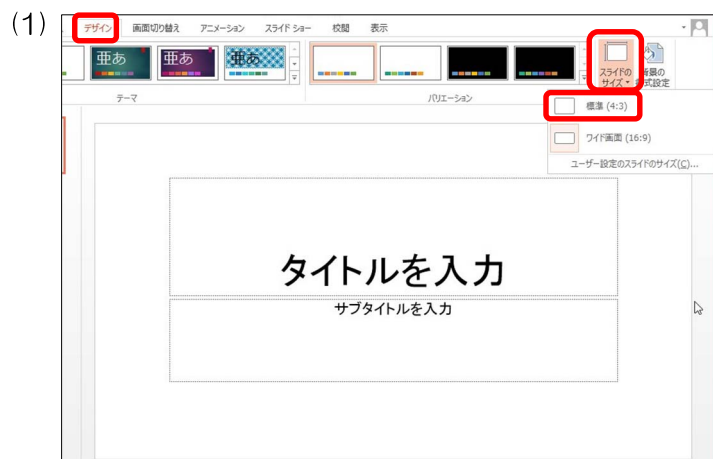 (1)
デザイン 画面切り替え アニメーション スライド ショー 校閲 表示
亜あ 亜あ 亜あ
スライドの サイズ
背景の 書式設定
テーマ バリエーション
標準 (4:3)
ワイド画面 (16:9)
ユーザー設定のスライドのサイズ(C)...
タイトルを入力
サブタイトルを入力